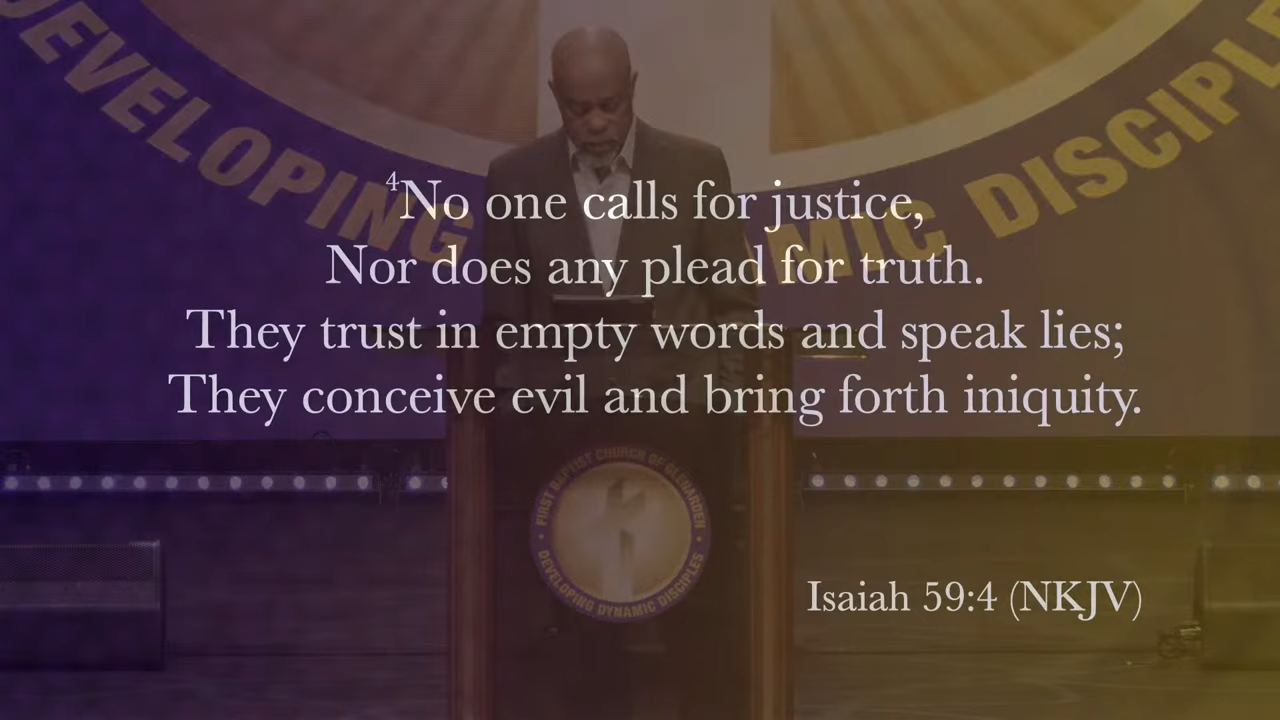 DEVELOPING DYNAMIC DISCIPLES
⁴No one calls for justice,
Nor does any plead for truth.
They trust in empty words and speak lies;
They conceive evil and bring forth iniquity.
FIRST BAPTIST CHURCH OF GLENARDEN
DEVELOPING DYNAMIC DISCIPLES
Isaiah 59:4 (NKJV)